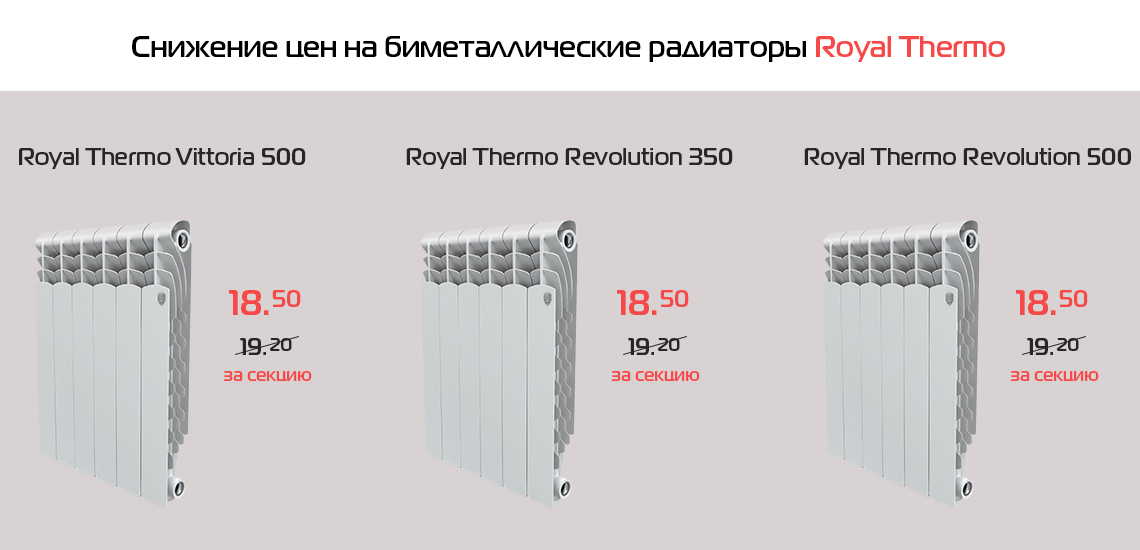 Снижение цен на биметаллические радиаторы Royal Thermo
Royal Thermo Vittoria 500
18.50
19.20
за секцию
Royal Thermo Revolution 350
18.50
19.20
за секцию
Royal Thermo Revolution 500
18.50
19.20
за секцию